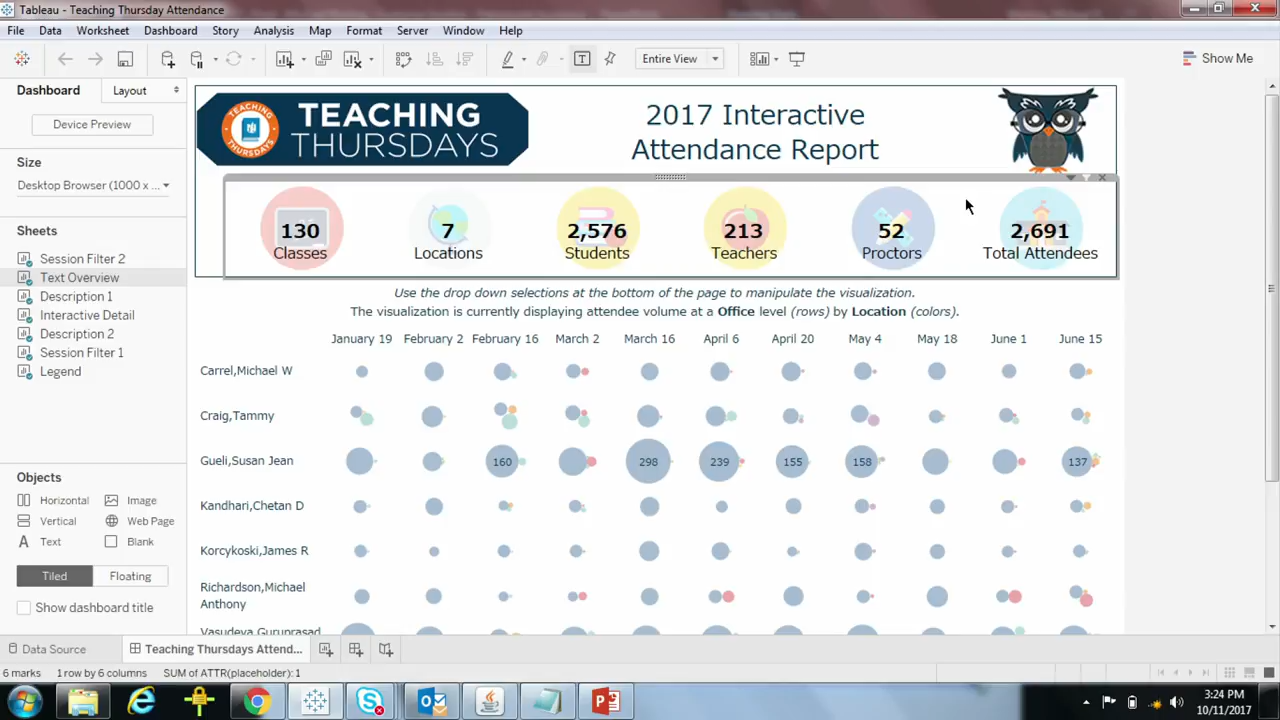 Tableau - Teaching Thursday Attendance
File Data Worksheet Dashboard Story Analysis Map Format Server Window Help
Entire View
Show Me
Dashboard Layout
Device Preview
Size
Desktop Browser (1000 x ...
Sheets
Session Filter 2
Text Overview
Description 1
Interactive Detail
Description 2
Session Filter 1
Legend
Objects
Horizontal Image
Vertical Web Page
A Text Blank
Tiled Floating
Show dashboard title
TEACHING THURSDAYS
TEACHING
THURSDAYS
2017 Interactive
Attendance Report
130 7 2,576 213 52 2,691
Classes Locations Students Teachers Proctors Total Attendees
Use the drop down selections at the bottom of the page to manipulate the visualization.
The visualization is currently displaying attendee volume at a Office level (rows) by Location (colors).
January 19 February 2 February 16 March 2 March 16 April 6 April 20 May 4 May 18 June 1 June 15
Carrel,Michael W
Craig,Tammy
Gueli,Susan Jean 160 298 239 155 158 137
Kandhari,Chetan D
Korcykoski,James R
Richardson,Michael
Anthony
Vasudeva,Guruprasad
Data Source Teaching Thursdays Attend...
6 marks 1 row by 6 columns SUM of ATTR(placeholder): 1
3:24 PM
10/11/2017